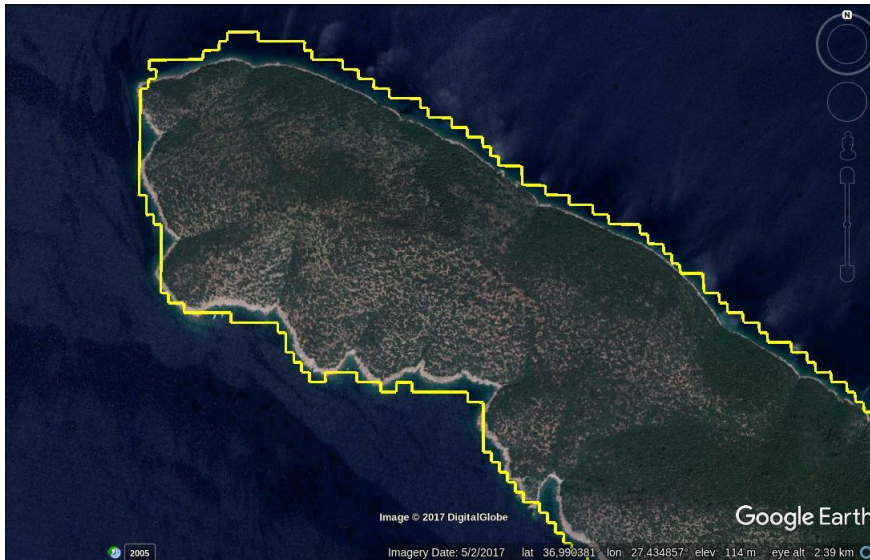 N
Image © 2017 DigitalGlobe
Google Earth
2005
Imagery Date: 5/2/2017 lat 36,990381 lon 27,434857° elev 114 m eye alt 2.39 km